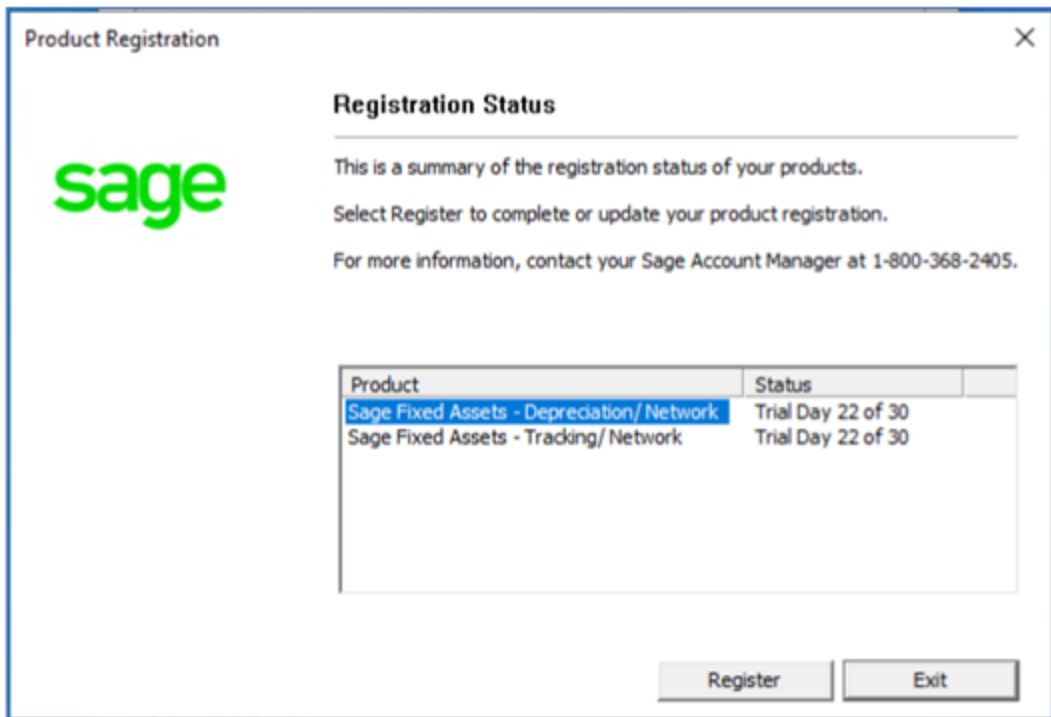 Product Registration
Registration Status
sage
This is a summary of the registration status of your products.
Select Register to complete or update your product registration.
For more information, contact your Sage Account Manager at 1-800-368-2405.
Product Status
Sage Fixed Assets - Depreciation/ Network Trial Day 22 of 30
Sage Fixed Assets - Tracking/ Network Trial Day 22 of 30
Register Exit